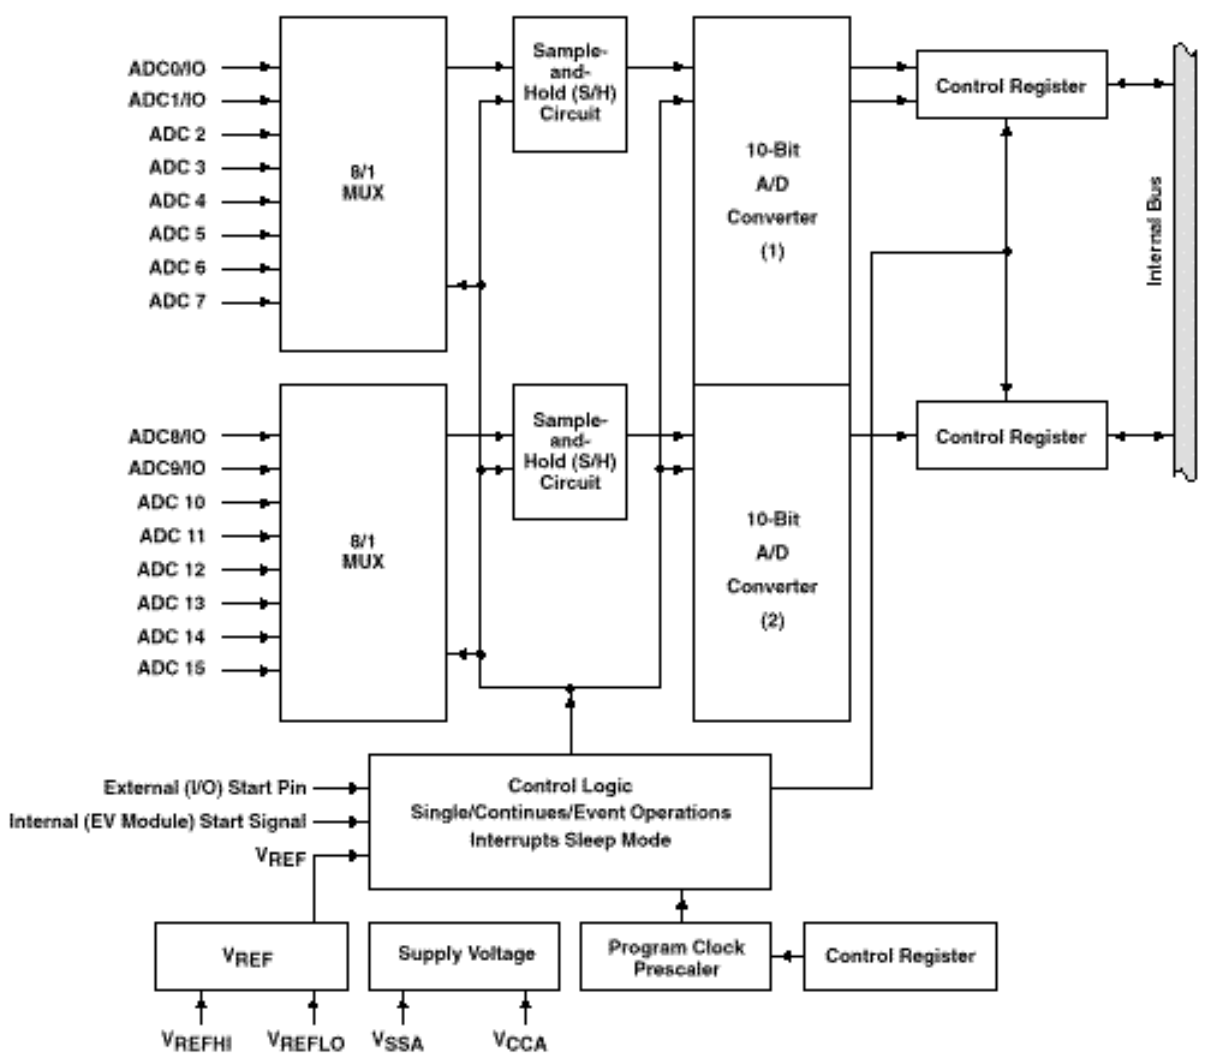 ADC0/IO
ADC1/IO
ADC 2
ADC 3
ADC 4
ADC 5
ADC 6
ADC 7
8/1
MUX
Sample-
and-
Hold (S/H)
Circuit
10-Bit
A/D
Converter
(1)
Control Register
Internal Bus
ADC8/IO
ADC9/IO
ADC 10
ADC 11
ADC 12
ADC 13
ADC 14
ADC 15
8/1
MUX
Sample-
and-
Hold (S/H)
Circuit
10-Bit
A/D
Converter
(2)
Control Register
External (I/O) Start Pin
Internal (EV Module) Start Signal
VREF
Control Logic
Single/Continues/Event Operations
Interrupts Sleep Mode
VREF
Supply Voltage
Program Clock
Prescaler
Control Register
VREFHI
VREFLO
VSSA
VCCA